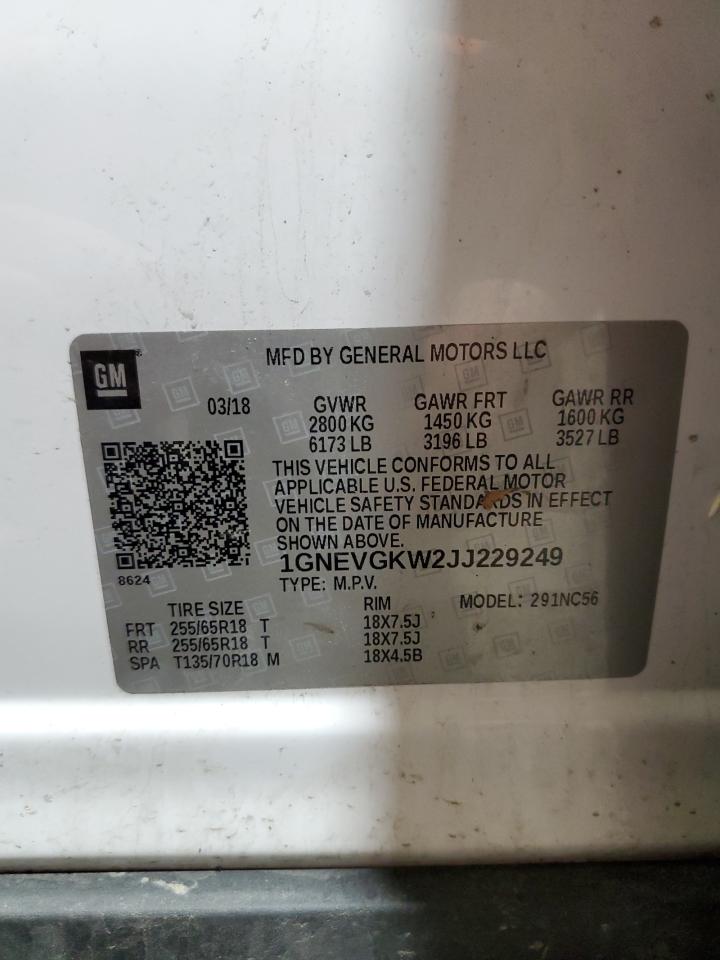 GM
MFD BY GENERAL MOTORS LLC
03/18 GVWR GAWR FRT GAWR RR
2800 KG 1450 KG 1600 KG
6173 LB 3196 LB 3527 LB
THIS VEHICLE CONFORMS TO ALL
APPLICABLE U.S. FEDERAL MOTOR
VEHICLE SAFETY STANDARDS IN EFFECT
ON THE DATE OF MANUFACTURE
SHOWN ABOVE.
1GNEVGKW2JJ229249
8624
TYPE: M.P.V.
TIRE SIZE RIM MODEL: 291NC56
FRT 255/65R18 T 18X7.5J
RR 255/65R18 T 18X7.5J
SPA T135/70R18 M 18X4.5B